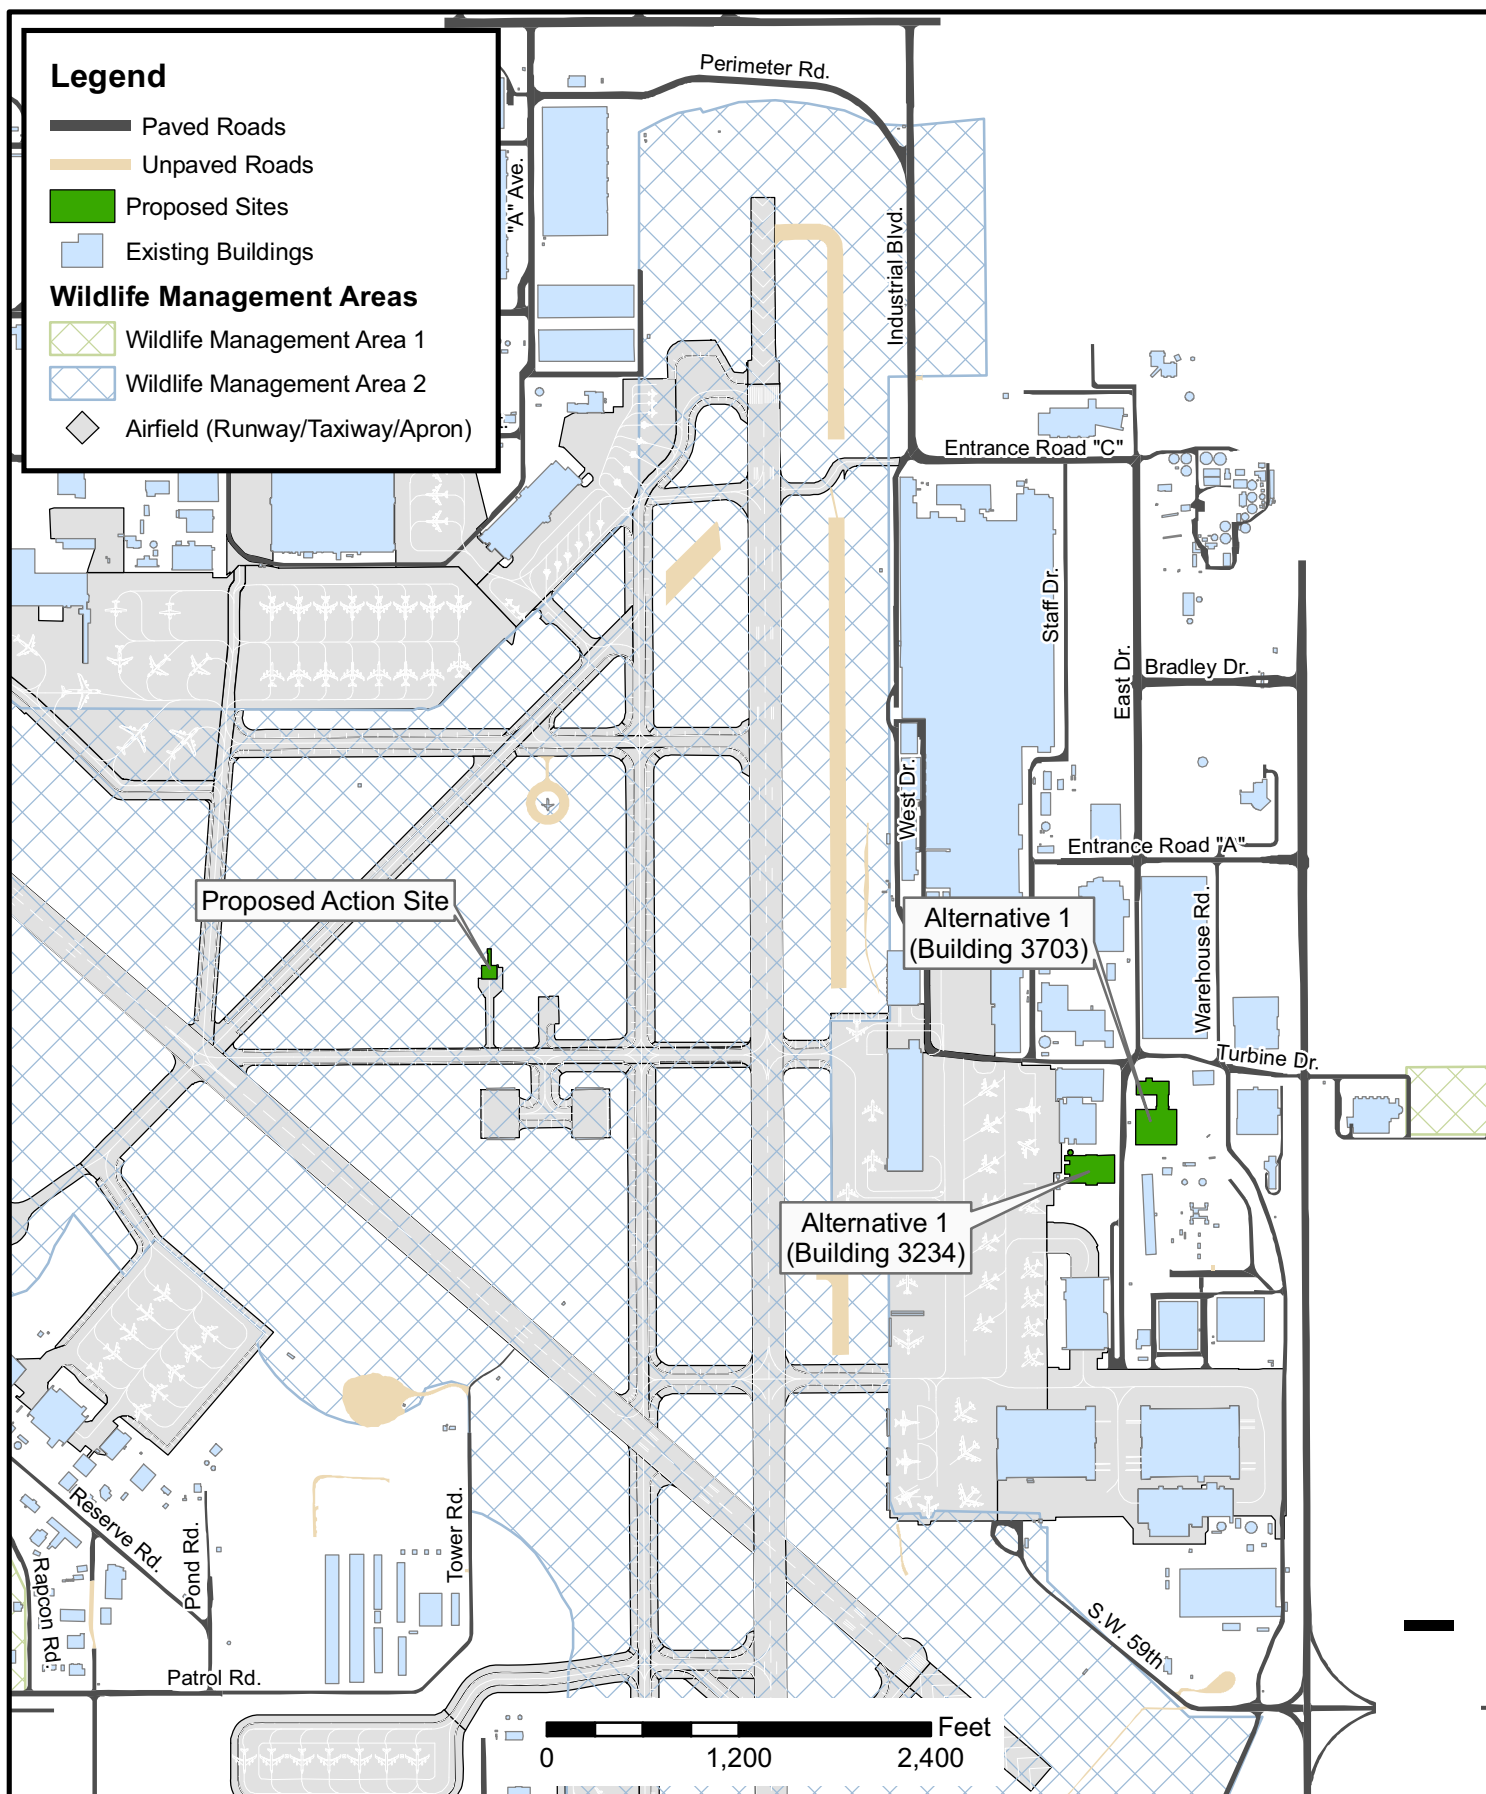 Legend
Paved Roads
Unpaved Roads
Proposed Sites
Existing Buildings
Wildlife Management Areas
Wildlife Management Area 1
Wildlife Management Area 2
Airfield (Runway/Taxiway/Apron)
Perimeter Rd.
"A" Ave.
Industrial Blvd.
Entrance Road "C"
Staff Dr.
East Dr.
Bradley Dr.
West Dr.
Entrance Road "A"
Proposed Action Site
Alternative 1
(Building 3703)
Warehouse Rd.
Turbine Dr.
Alternative 1
(Building 3234)
Reserve Rd.
Pond Rd.
Tower Rd.
Rapcon Rd.
S.W. 59th
Patrol Rd.
Feet
0
1,200
2,400